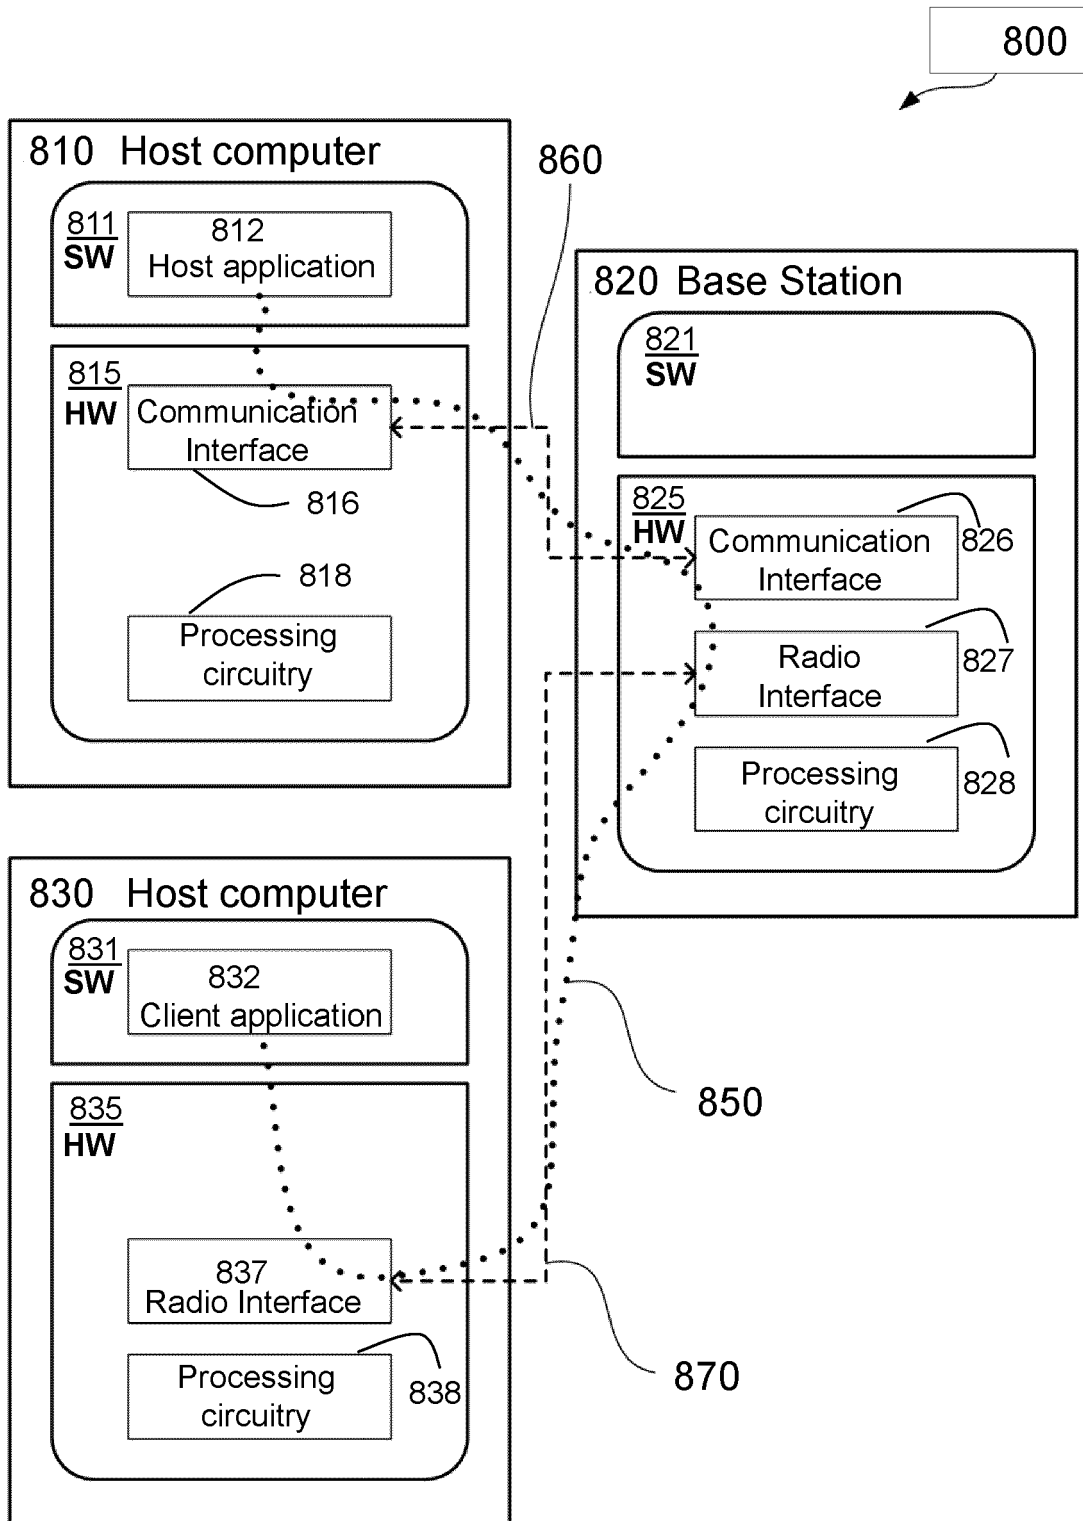 800
810 Host computer
811
SW
812
Host application
815
HW
Communication
Interface
816
818
Processing
circuitry
860
820 Base Station
821
SW
825
HW
Communication
Interface
826
Radio
Interface
827
Processing
circuitry
828
830 Host computer
831
SW
832
Client application
835
HW
837
Radio Interface
Processing
circuitry
838
850
870